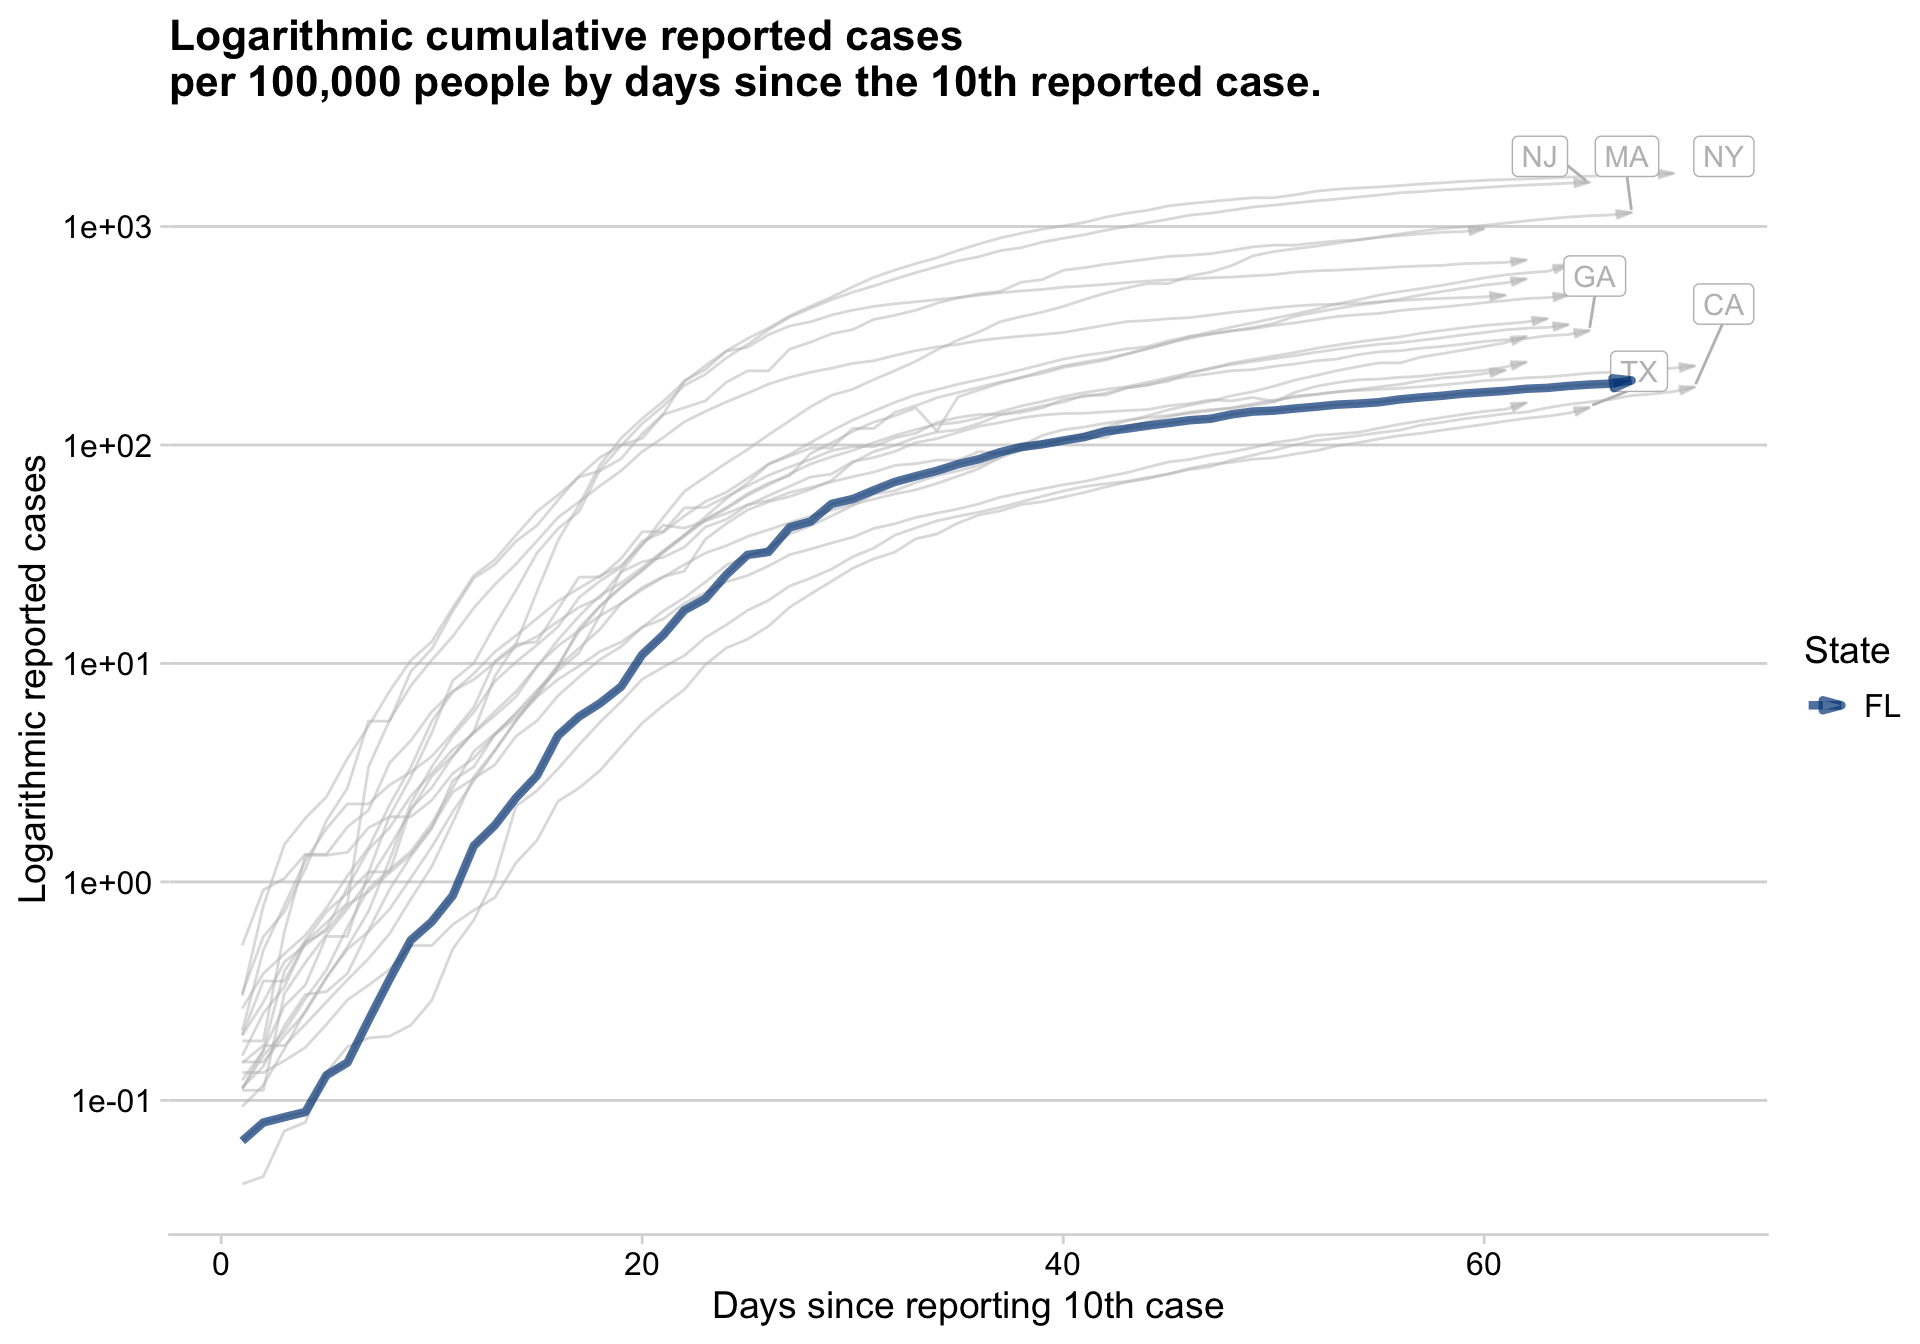 Logarithmic cumulative reported cases
per 100,000 people by days since the 10th reported case.
NJ
MA
NY
GA
CA
TX
1e+03
1e+02
1e+01
1e+00
1e-01
Logarithmic reported cases
0
20
40
60
Days since reporting 10th case
State
FL